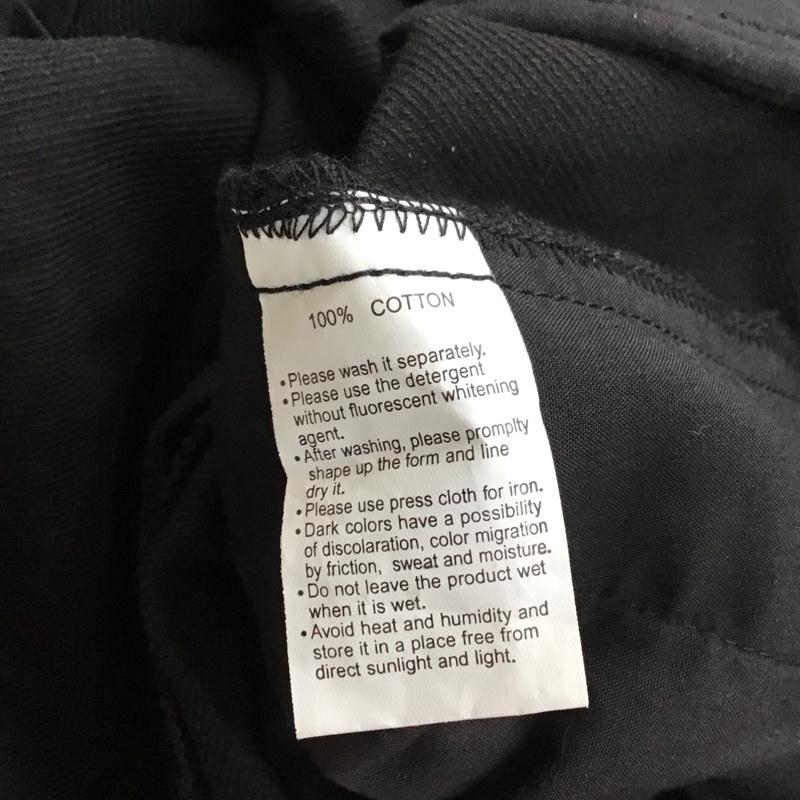 100% COTTON
•Please wash it separately.
•Please use the detergent
without fluorescent whitening
agent.
•After washing, please promplty
shape up the form and line
dry it.
•Please use press cloth for iron.
•Dark colors have a possibility
of discolaration, color migration
by friction, sweat and moisture.
•Do not leave the product wet
when it is wet.
•Avoid heat and humidity and
store it in a place free from
direct sunlight and light.